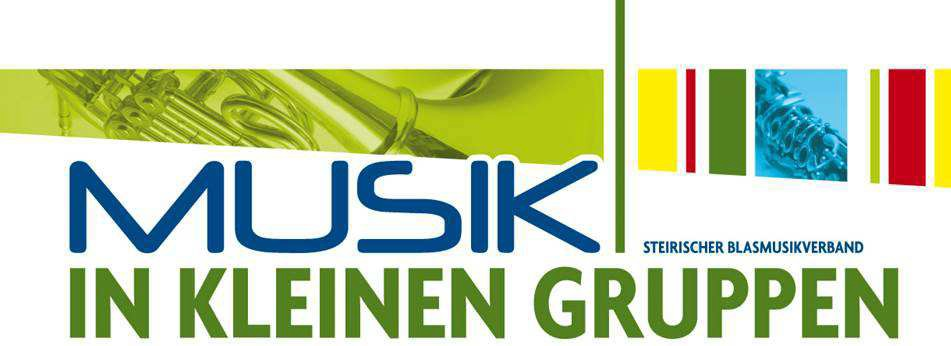 MUSIK
STEIRISCHER BLASMUSIKVERBAND
IN KLEINEN GRUPPEN